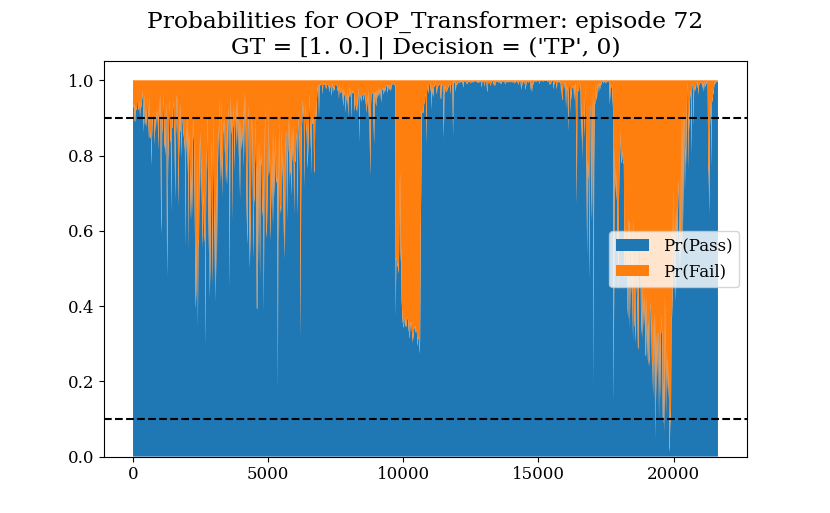 Probabilities for OOP_Transformer: episode 72
GT = [1. 0.] | Decision = ('TP', 0)
1.0
0.8
0.6
0.4
0.2
0.0
Pr(Pass)
Pr(Fail)
0 5000 10000 15000 20000